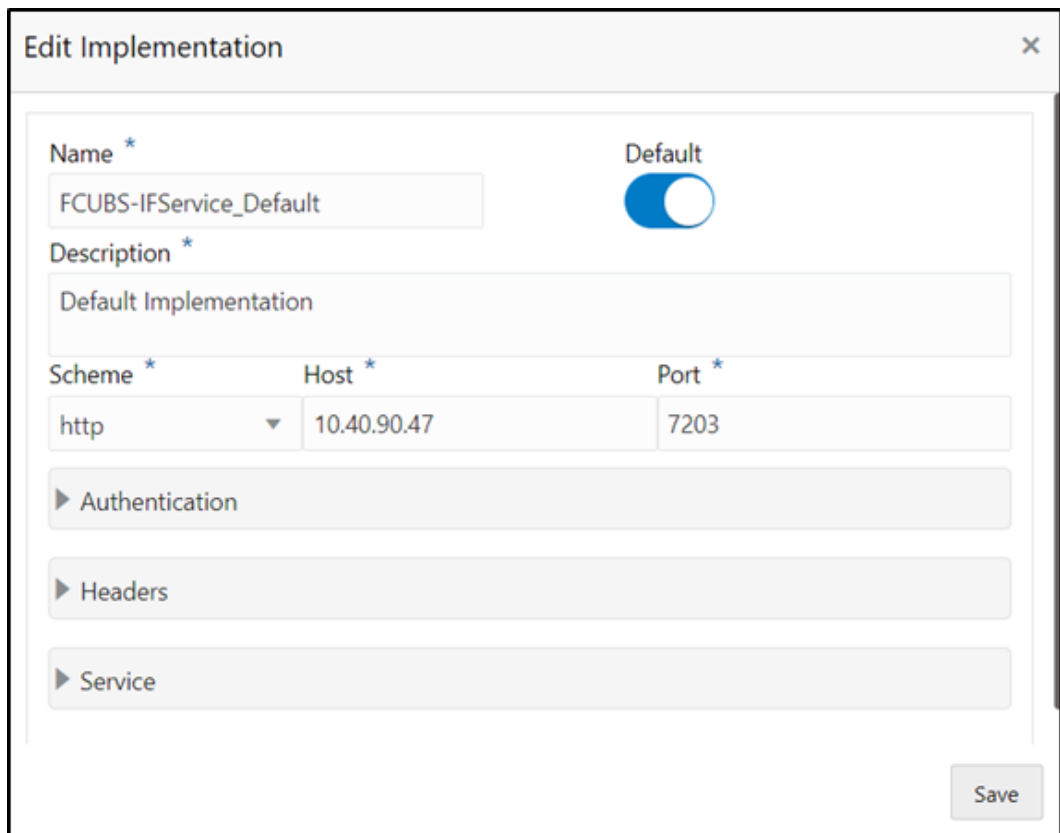 Edit Implementation ×
Name * Default
FCUBS-IFService_Default
Description *
Default Implementation
Scheme * Host * Port *
http 10.40.90.47 7203
Authentication
Headers
Service
Save